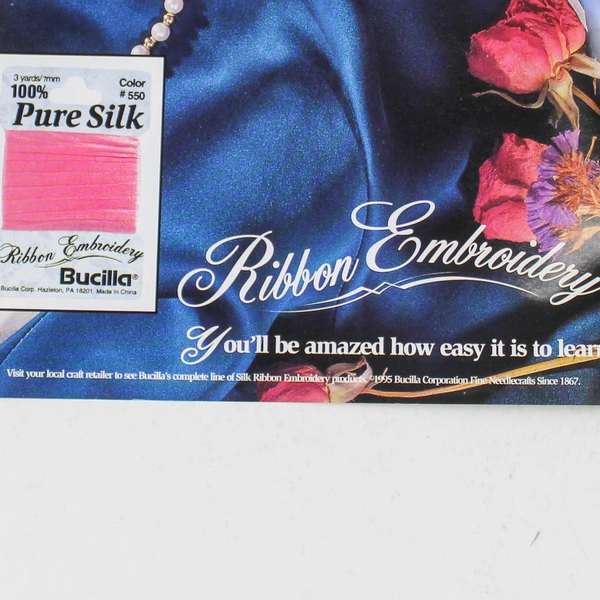 3 yards/7mm
Color
100%
# 550
Pure Silk
Ribbon Embroidery
Bucilla®
Bucilla Corp. Hazleton, PA 18201 Made In China
Ribbon Embroidery
You'll be amazed how easy it is to learn
Visit your local craft retailer to see Bucilla's complete line of Silk Ribbon Embroidery products. ©1995 Bucilla Corporation Fine Needlecrafts Since 1867.